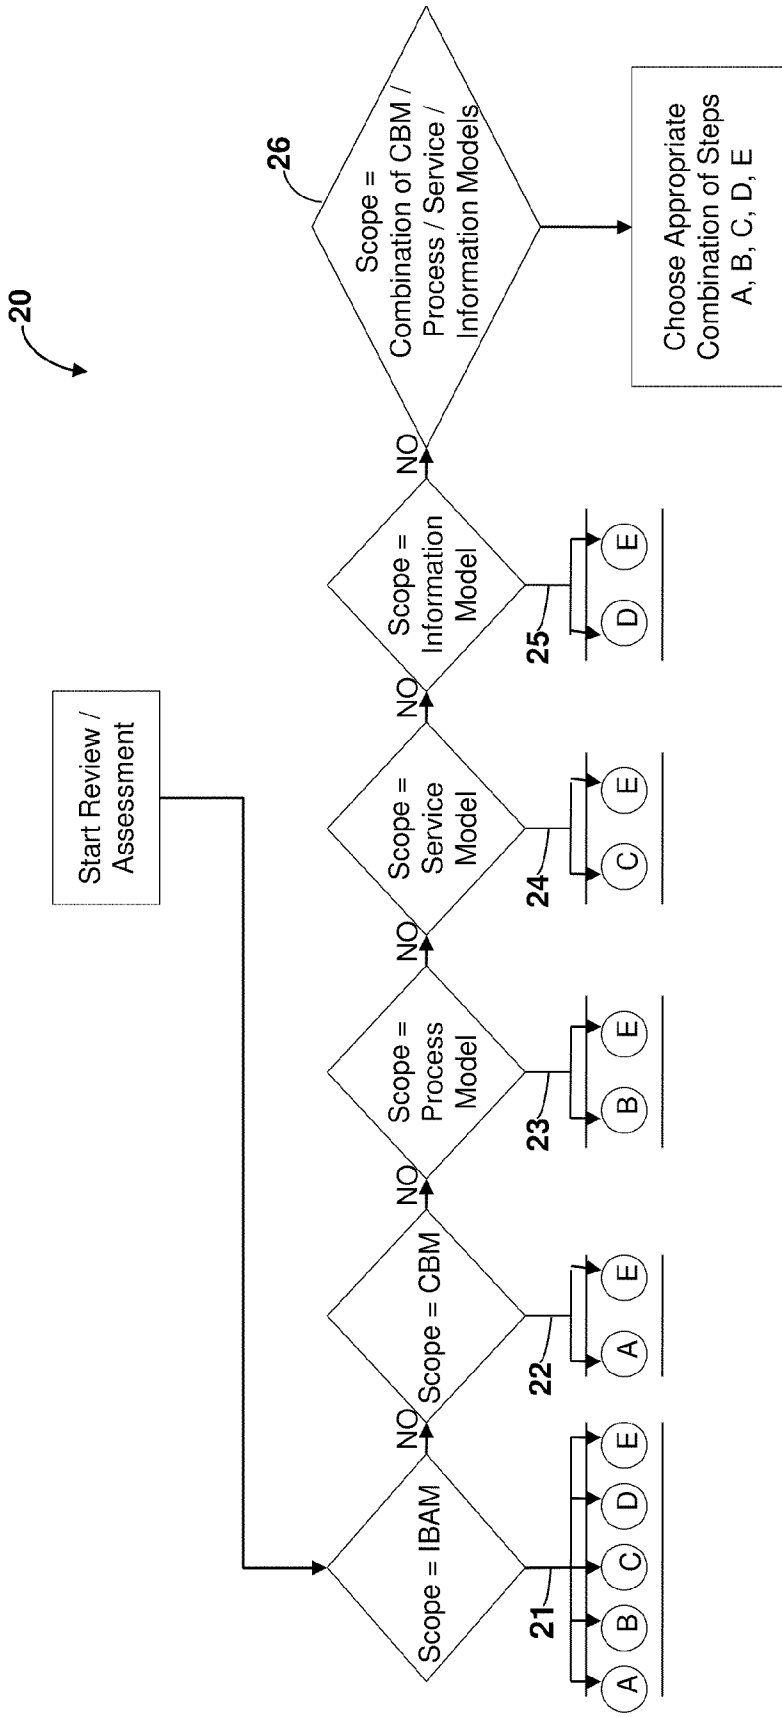 20
Start Review /
Assessment
Scope = IBAM
NO
Scope = CBM
NO
Scope =
Process
Model
NO
Scope =
Service
Model
NO
Scope =
Information
Model
NO
Scope =
Combination of CBM /
Process / Service /
Information Models
26
21
A
B
C
D
E
22
A
E
23
B
E
24
C
E
25
D
E
Choose Appropriate
Combination of Steps
A, B, C, D, E